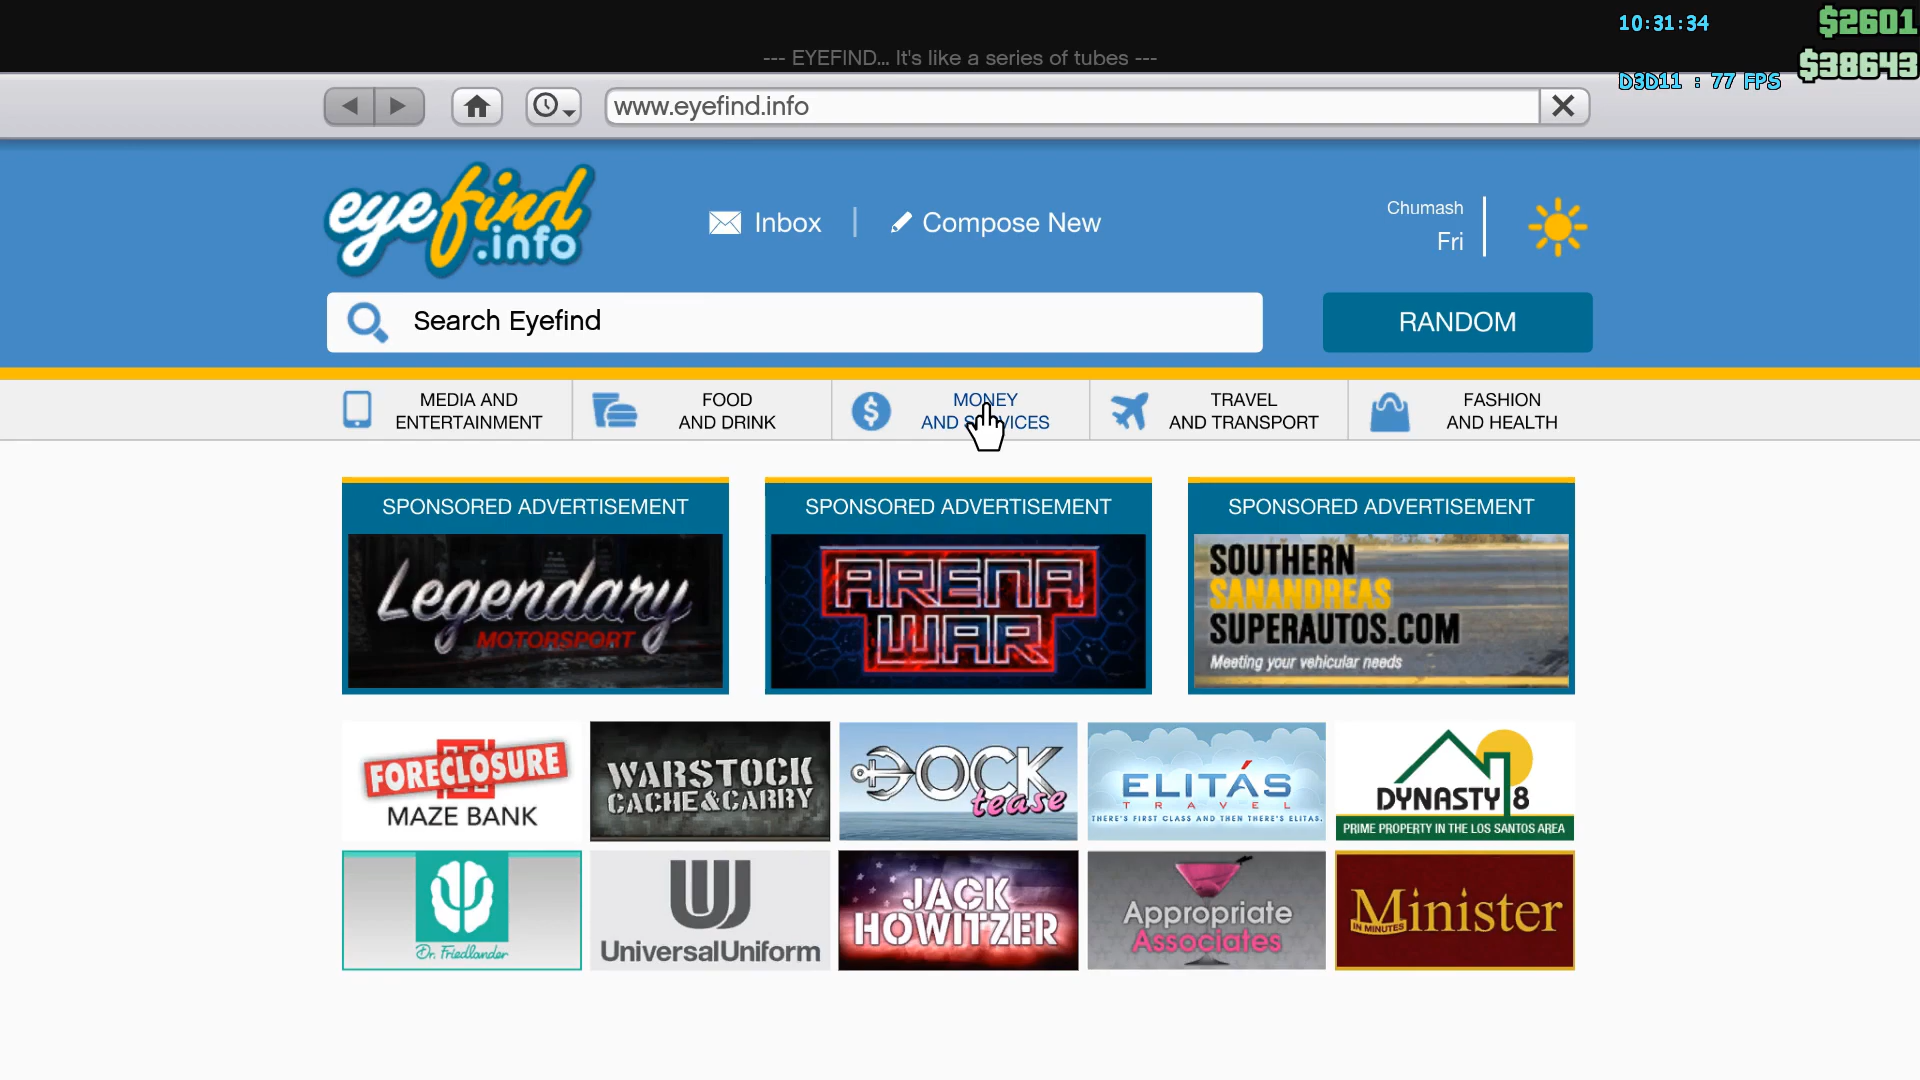 10:31:34
$2601
--- EYEFIND... It's like a series of tubes ---
$38643
D3D11 : 77 FPS
www.eyefind.info
eyefind
.info
Inbox
Compose New
Chumash
Fri
Search Eyefind
RANDOM
MEDIA AND
ENTERTAINMENT
FOOD
AND DRINK
MONEY
AND SERVICES
TRAVEL
AND TRANSPORT
FASHION
AND HEALTH
SPONSORED ADVERTISEMENT
Legendary
MOTORSPORT
SPONSORED ADVERTISEMENT
ARENA
WAR
SPONSORED ADVERTISEMENT
SOUTHERN
SANANDREAS
SUPERAUTOS.COM
Meeting your vehicular needs
FORECLOSURE
MAZE BANK
WARSTOCK
CACHE&CARRY
DOCK
tease
ELITÁS
TRAVEL
THERE'S FIRST CLASS AND THEN THERE'S ELITAS.
DYNASTY 8
PRIME PROPERTY IN THE LOS SANTOS AREA
Dr. Friedlander
UniversalUniform
JACK
HOWITZER
Appropriate
Associates
Minister
IN MINUTES